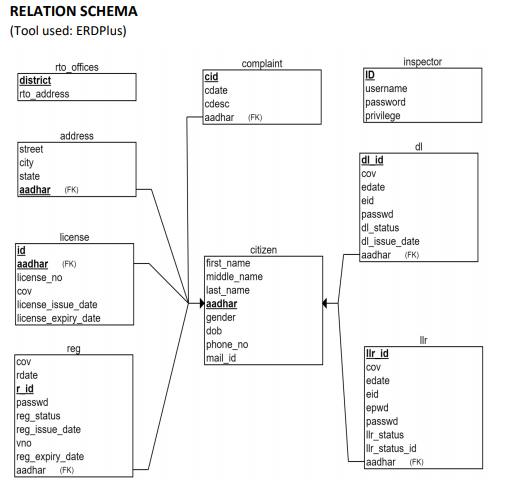 RELATION SCHEMA
(Tool used: ERDPlus)
rto_offices
district
rto_address
address
street
city
state
aadhar (FK)
license
id
aadhar (FK)
license_no
cov
license_issue_date
license_expiry_date
reg
cov
rdate
r_id
passwd
reg_status
reg_issue_date
vno
reg_expiry_date
aadhar (FK)
complaint
cid
cdate
cdesc
aadhar (FK)
citizen
first_name
middle_name
last_name
aadhar
gender
dob
phone_no
mail_id
inspector
ID
username
password
privilege
dl
dl_id
cov
edate
eid
passwd
dl_status
dl_issue_date
aadhar (FK)
llr
llr_id
cov
edate
eid
epwd
passwd
llr_status
llr_status_id
aadhar (FK)